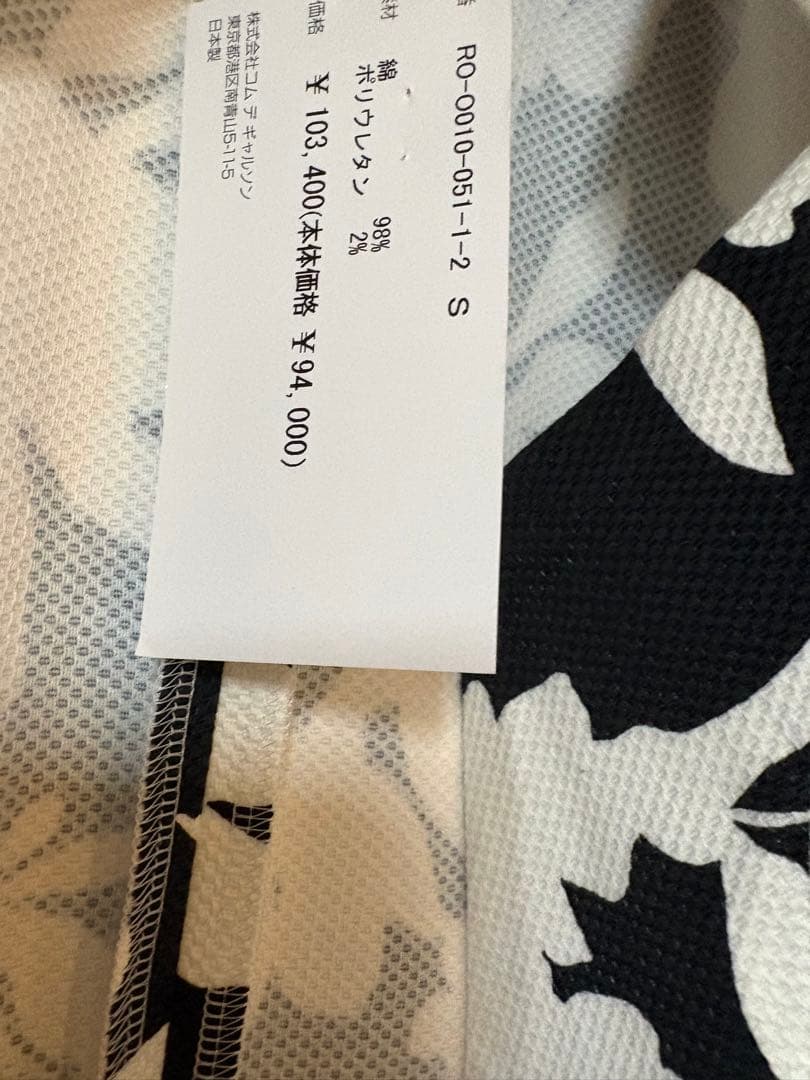 RO-O010-051-1-2 S
綿 98%
ポリウレタン 2%
価格 ¥ 103,400(本体価格 ¥ 94,000)
株式会社コム デ ギャルソン
東京都港区南青山5-11-5
日本製